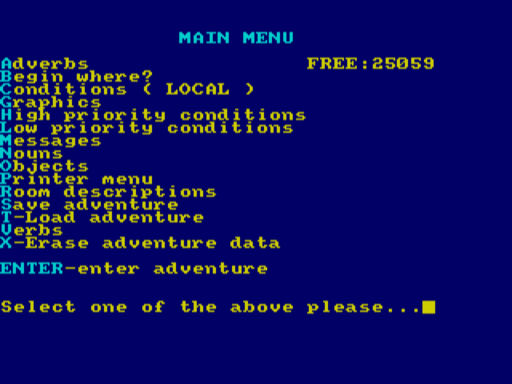 MAIN MENU
Adverbs FREE:25059
Begin where?
Conditions ( LOCAL )
Graphics
High priority conditions
Low priority conditions
Messages
Nouns
Objects
Printer menu
Room descriptions
Save adventure
T-Load adventure
Verbs
X-Erase adventure data
ENTER-enter adventure
Select one of the above please...